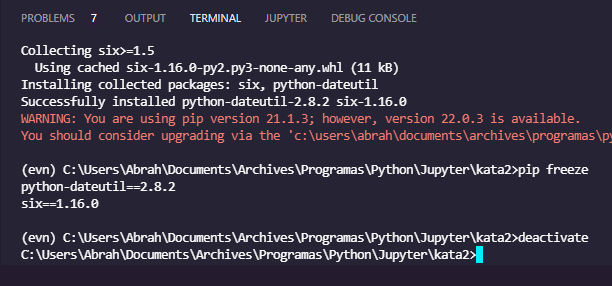 PROBLEMS 7 OUTPUT TERMINAL JUPYTER DEBUG CONSOLE
Collecting six>=1.5
  Using cached six-1.16.0-py2.py3-none-any.whl (11 kB)
Installing collected packages: six, python-dateutil
Successfully installed python-dateutil-2.8.2 six-1.16.0
WARNING: You are using pip version 21.1.3; however, version 22.0.3 is available.
You should consider upgrading via the 'c:\users\abrah\documents\archives\programas\py
(evn) C:\Users\Abrah\Documents\Archives\Programas\Python\Jupyter\kata2>pip freeze
python-dateutil==2.8.2
six==1.16.0
(evn) C:\Users\Abrah\Documents\Archives\Programas\Python\Jupyter\kata2>deactivate
C:\Users\Abrah\Documents\Archives\Programas\Python\Jupyter\kata2>